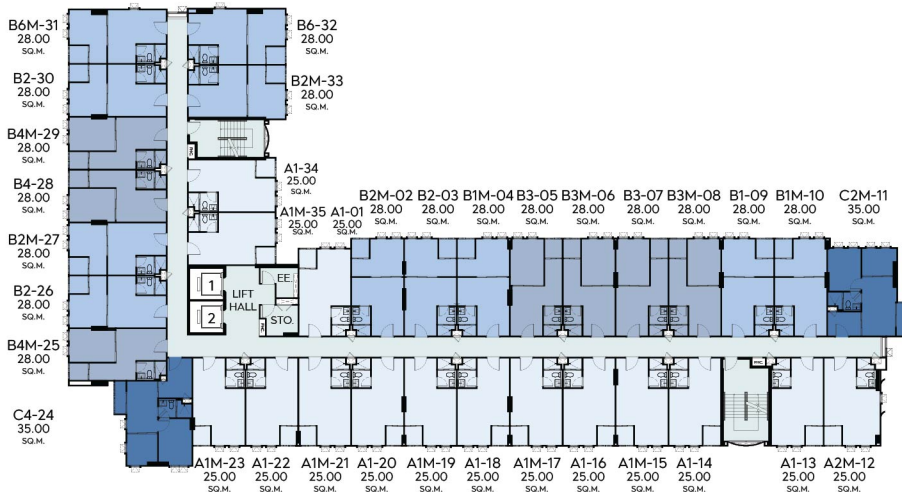 B6M-31
28.00
SQ.M.
B6-32
28.00
SQ.M.
B2-30
28.00
SQ.M.
B2M-33
28.00
SQ.M.
B4M-29
28.00
SQ.M.
B4-28
28.00
SQ.M.
A1-34
25.00
SQ.M.
B2M-27
28.00
SQ.M.
A1M-35
25.00
SQ.M.
A1-01
25.00
SQ.M.
B2M-02
28.00
SQ.M.
B2-03
28.00
SQ.M.
B1M-04
28.00
SQ.M.
B3-05
28.00
SQ.M.
B3M-06
28.00
SQ.M.
B3-07
28.00
SQ.M.
B3M-08
28.00
SQ.M.
B1-09
28.00
SQ.M.
B1M-10
28.00
SQ.M.
C2M-11
35.00
SQ.M.
B2-26
28.00
SQ.M.
1
2
LIFT
HALL
EE.
STO.
B4M-25
28.00
SQ.M.
C4-24
35.00
SQ.M.
A1M-23
25.00
SQ.M.
A1-22
25.00
SQ.M.
A1M-21
25.00
SQ.M.
A1-20
25.00
SQ.M.
A1M-19
25.00
SQ.M.
A1-18
25.00
SQ.M.
A1M-17
25.00
SQ.M.
A1-16
25.00
SQ.M.
A1M-15
25.00
SQ.M.
A1-14
25.00
SQ.M.
A1-13
25.00
SQ.M.
A2M-12
25.00
SQ.M.